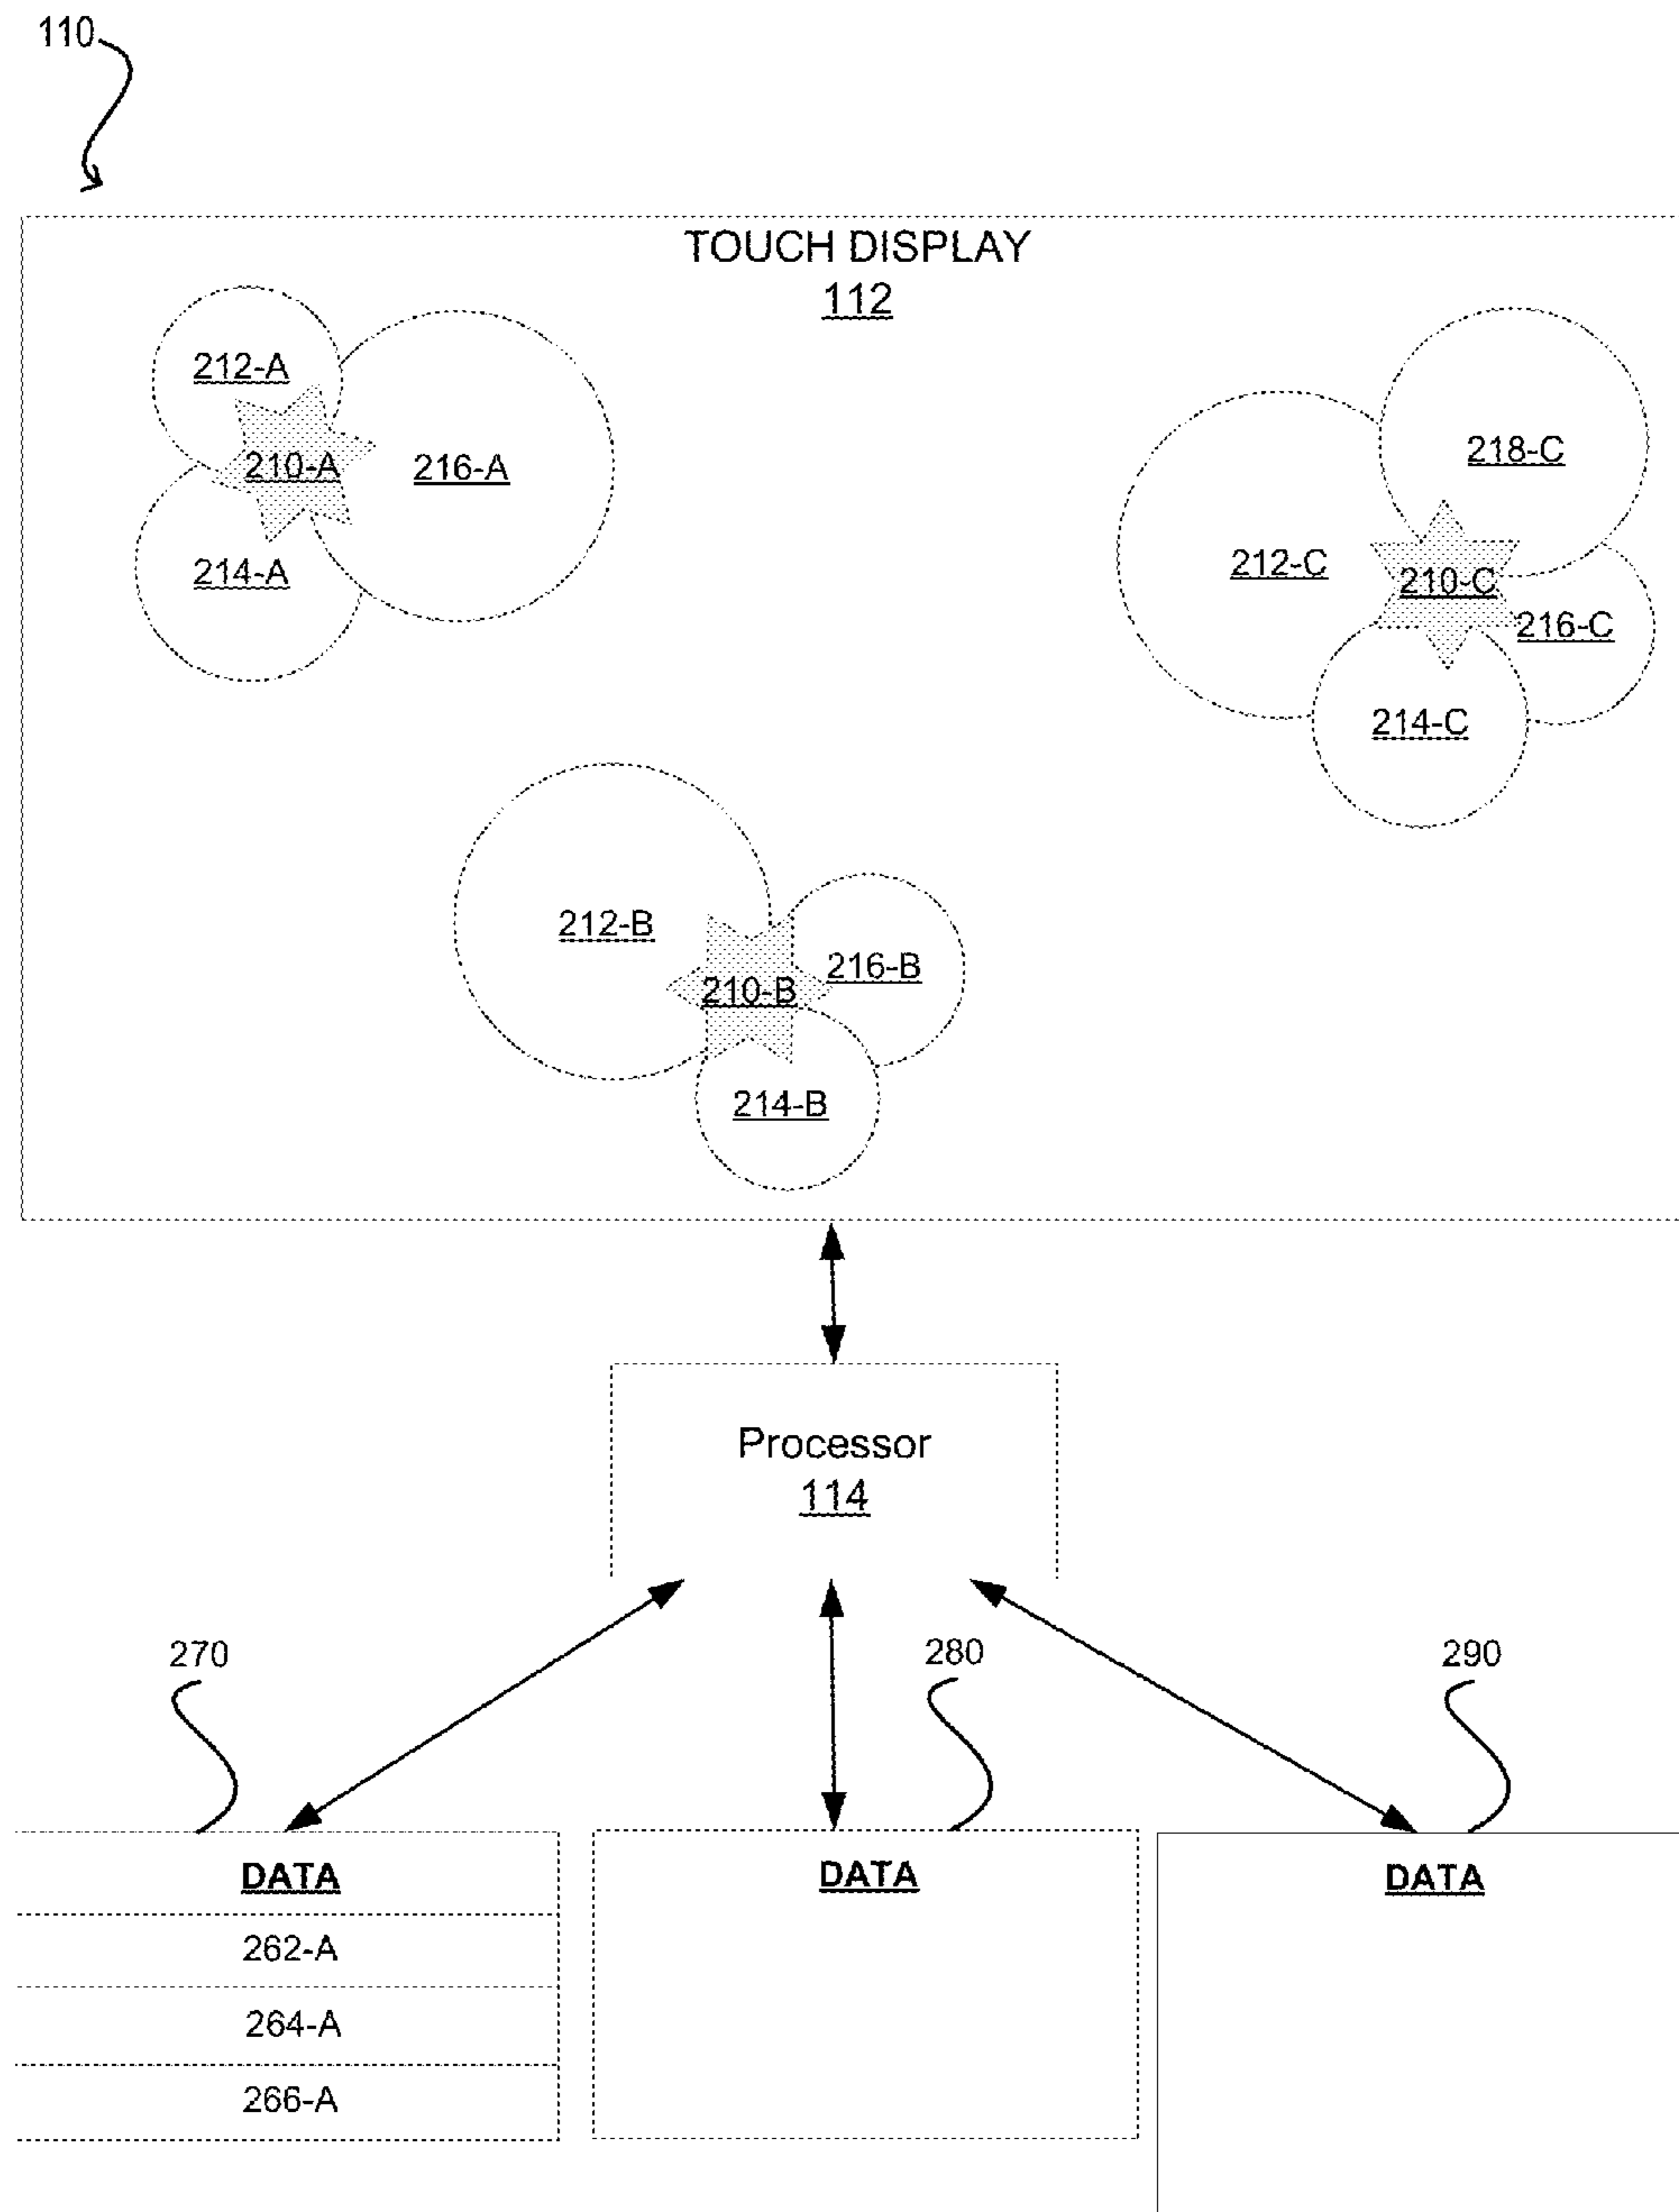 110
TOUCH DISPLAY
112
212-A
210-A
216-A
214-A
218-C
212-C
210-C
216-C
214-C
212-B
216-B
210-B
214-B
Processor
114
270
280
290
DATA
DATA
DATA
262-A
264-A
266-A